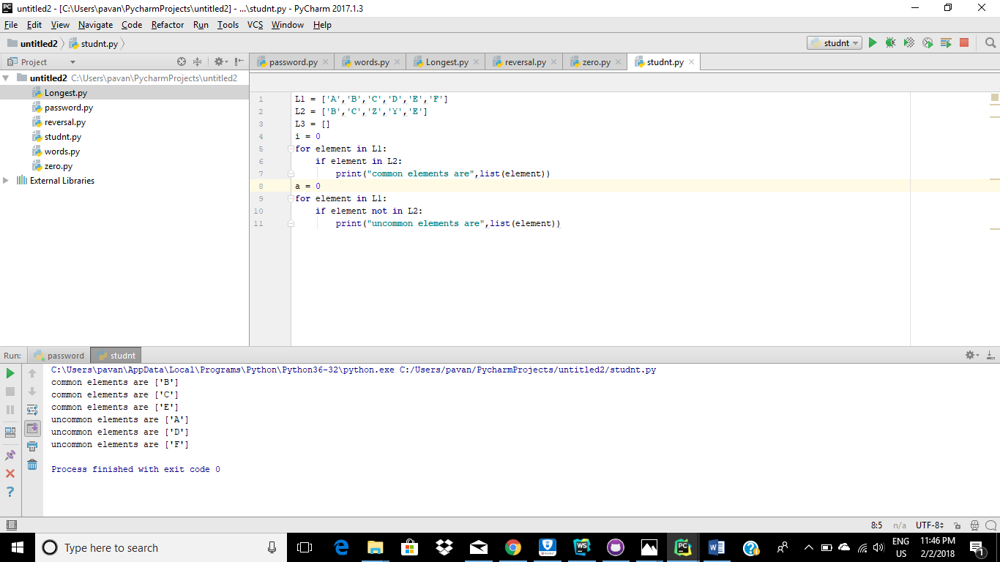 untitled2 - [C:\Users\pavan\PycharmProjects\untitled2] - ...\studnt.py - PyCharm 2017.1.3
File Edit View Navigate Code Refactor Run Tools VCS Window Help
untitled2 studnt.py studnt
Project password.py words.py Longest.py reversal.py zero.py studnt.py
untitled2 C:\Users\pavan\PycharmProjects\untitled2
Longest.py
password.py
reversal.py
studnt.py
words.py
zero.py
External Libraries
1 L1 = ['A','B','C','D','E','F']
2 L2 = ['B','C','Z','Y','E']
3 L3 = []
4 i = 0
5 for element in L1:
6 if element in L2:
7 print("common elements are",list(element))
8 a = 0
9 for element in L1:
10 if element not in L2:
11 print("uncommon elements are",list(element))
Run: password studnt
C:\Users\pavan\AppData\Local\Programs\Python\Python36-32\python.exe C:/Users/pavan/PycharmProjects/untitled2/studnt.py
common elements are ['B']
common elements are ['C']
common elements are ['E']
uncommon elements are ['A']
uncommon elements are ['D']
uncommon elements are ['F']
Process finished with exit code 0
8:5 n/a UTF-8
Type here to search
WS
PC
ENG
US
11:46 PM
2/2/2018
1